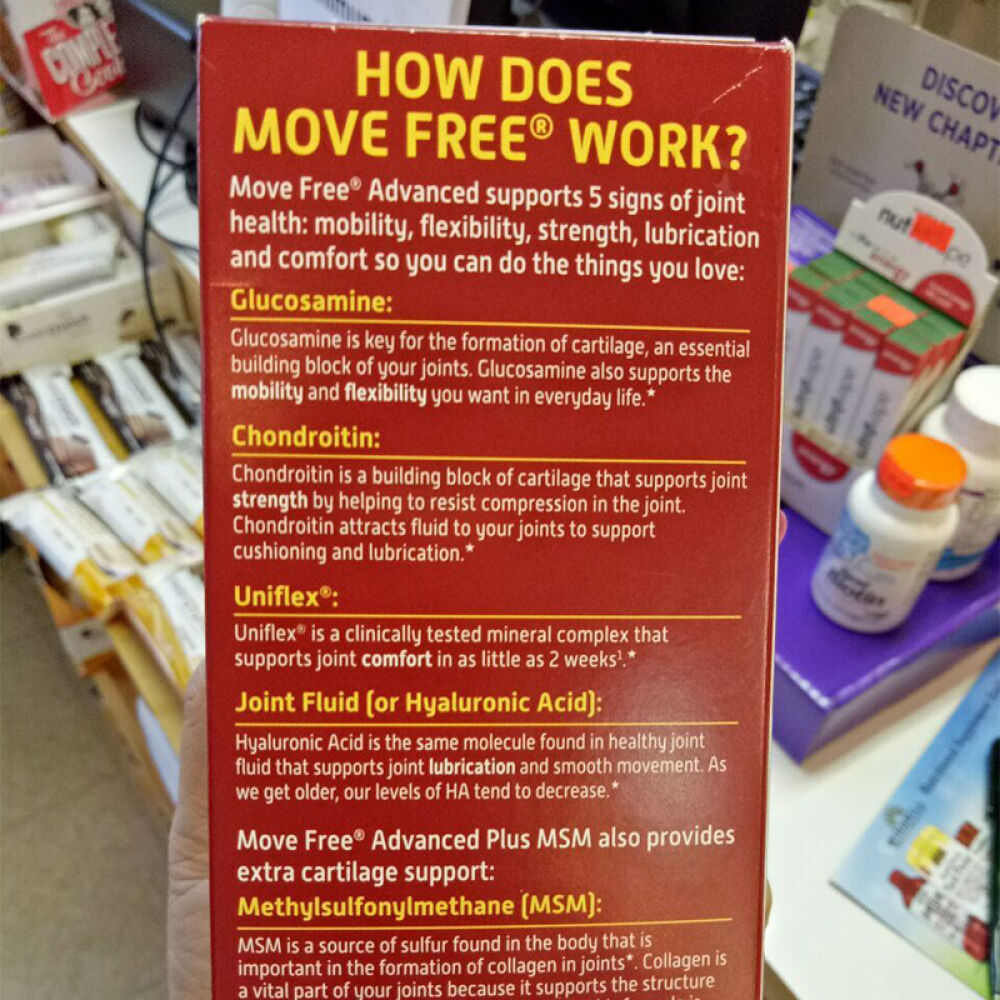 HOW DOES
MOVE FREE® WORK?
Move Free® Advanced supports 5 signs of joint
health: mobility, flexibility, strength, lubrication
and comfort so you can do the things you love:
Glucosamine:
Glucosamine is key for the formation of cartilage, an essential
building block of your joints. Glucosamine also supports the
mobility and flexibility you want in everyday life.*
Chondroitin:
Chondroitin is a building block of cartilage that supports joint
strength by helping to resist compression in the joint.
Chondroitin attracts fluid to your joints to support
cushioning and lubrication.*
Uniflex®:
Uniflex® is a clinically tested mineral complex that
supports joint comfort in as little as 2 weeks¹.*
Joint Fluid (or Hyaluronic Acid):
Hyaluronic Acid is the same molecule found in healthy joint
fluid that supports joint lubrication and smooth movement. As
we get older, our levels of HA tend to decrease.*
Move Free® Advanced Plus MSM also provides
extra cartilage support:
Methylsulfonylmethane (MSM):
MSM is a source of sulfur found in the body that is
important in the formation of collagen in joints*. Collagen is
a vital part of your joints because it supports the structure
The
DISCOV
NEW CHAPT
Biotin